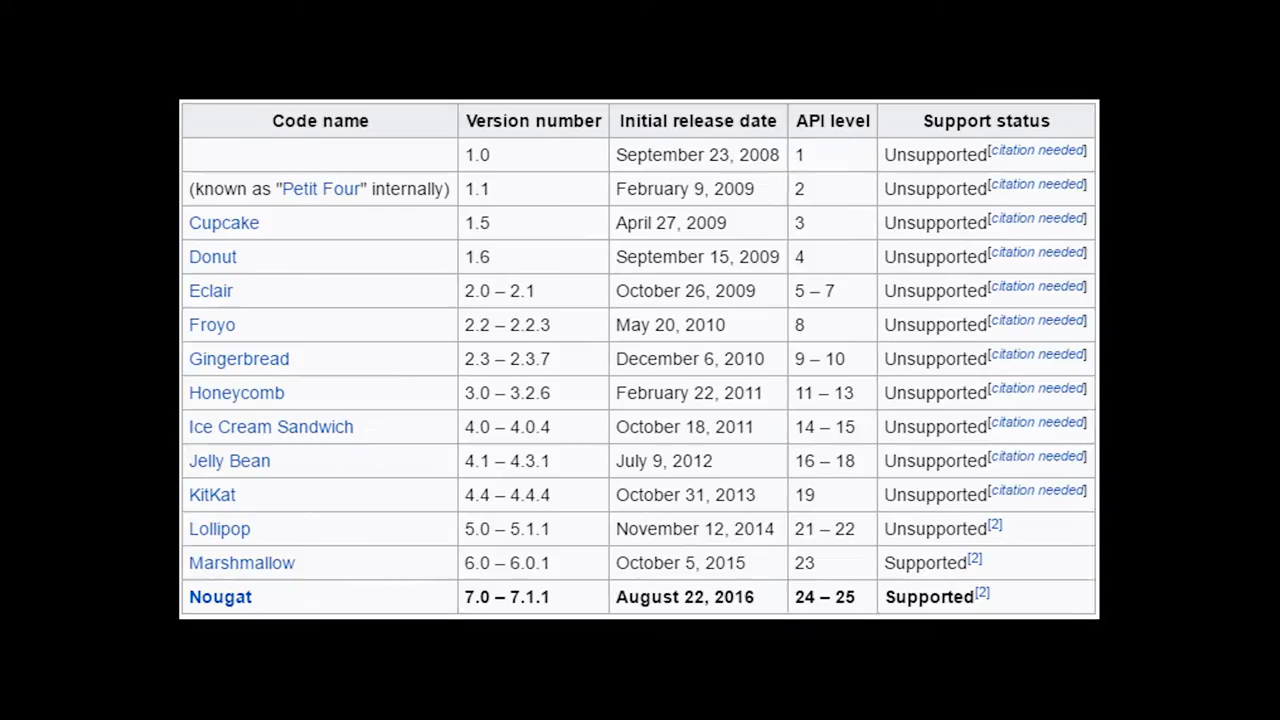 Code name Version number Initial release date API level Support status
1.0 September 23, 2008 1 Unsupported[citation needed]
(known as "Petit Four" internally) 1.1 February 9, 2009 2 Unsupported[citation needed]
Cupcake 1.5 April 27, 2009 3 Unsupported[citation needed]
Donut 1.6 September 15, 2009 4 Unsupported[citation needed]
Eclair 2.0 – 2.1 October 26, 2009 5 – 7 Unsupported[citation needed]
Froyo 2.2 – 2.2.3 May 20, 2010 8 Unsupported[citation needed]
Gingerbread 2.3 – 2.3.7 December 6, 2010 9 – 10 Unsupported[citation needed]
Honeycomb 3.0 – 3.2.6 February 22, 2011 11 – 13 Unsupported[citation needed]
Ice Cream Sandwich 4.0 – 4.0.4 October 18, 2011 14 – 15 Unsupported[citation needed]
Jelly Bean 4.1 – 4.3.1 July 9, 2012 16 – 18 Unsupported[citation needed]
KitKat 4.4 – 4.4.4 October 31, 2013 19 Unsupported[citation needed]
Lollipop 5.0 – 5.1.1 November 12, 2014 21 – 22 Unsupported[2]
Marshmallow 6.0 – 6.0.1 October 5, 2015 23 Supported[2]
Nougat 7.0 – 7.1.1 August 22, 2016 24 – 25 Supported[2]